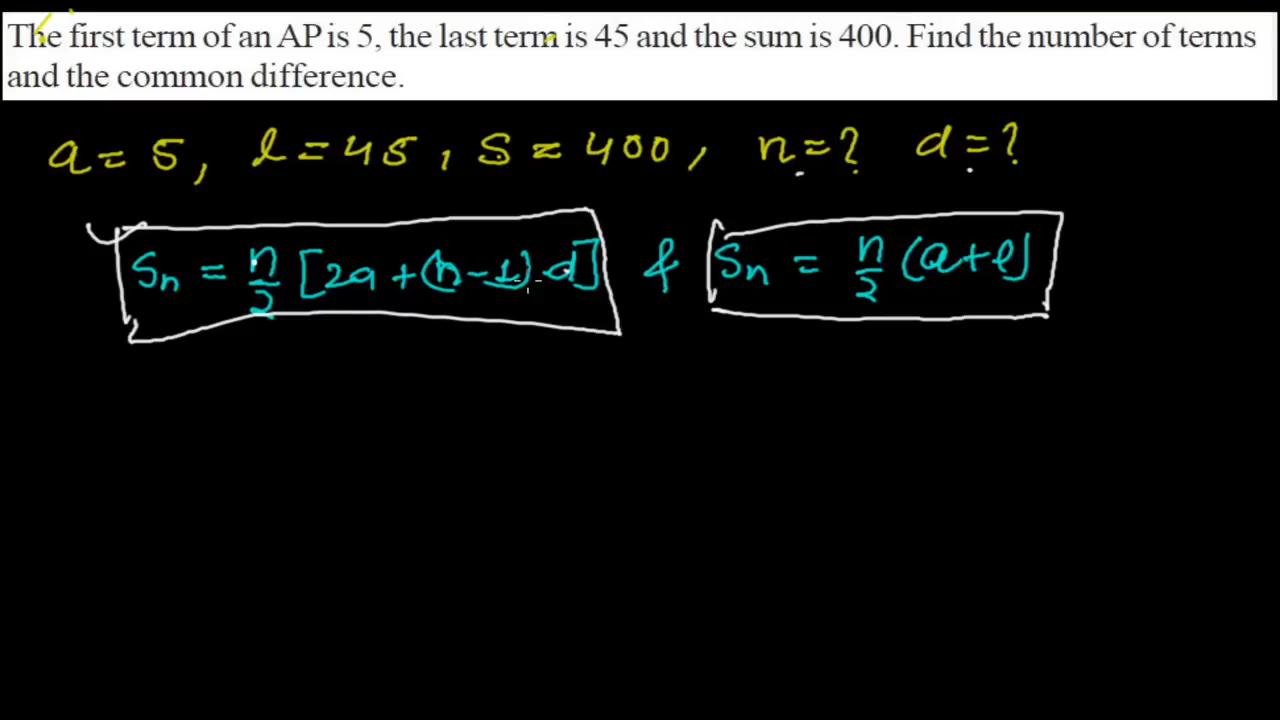 The first term of an AP is 5, the last term is 45 and the sum is 400. Find the number of terms
and the common difference.
a = 5, l = 45, S = 400, n = ? d = ?
Sn = n/2 [2a + (n - 1) d] & Sn = n/2 (a + l)